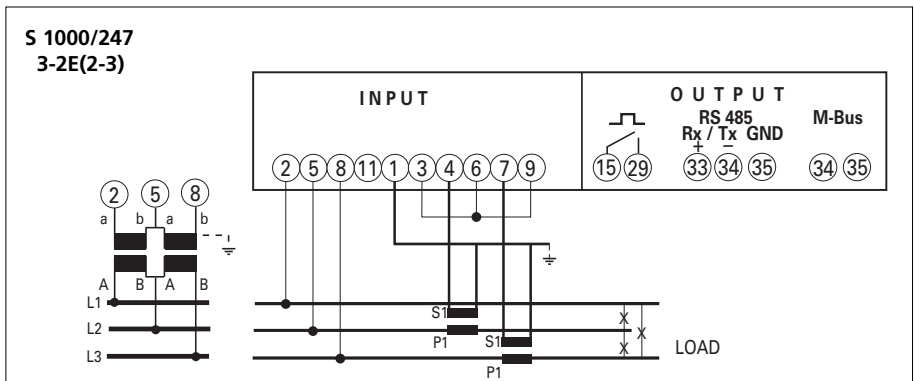 S 1000/247
3-2E(2-3)
INPUT
OUTPUT
RS 485
Rx / Tx GND
+ −
M-Bus
2 5 8 11 1 3 4 6 7 9
15 29 33 34 35 34 35
2 5 8
a b a b
A B A B
L1
L2
L3
S1
P1
S1
P1
X
X
X
LOAD